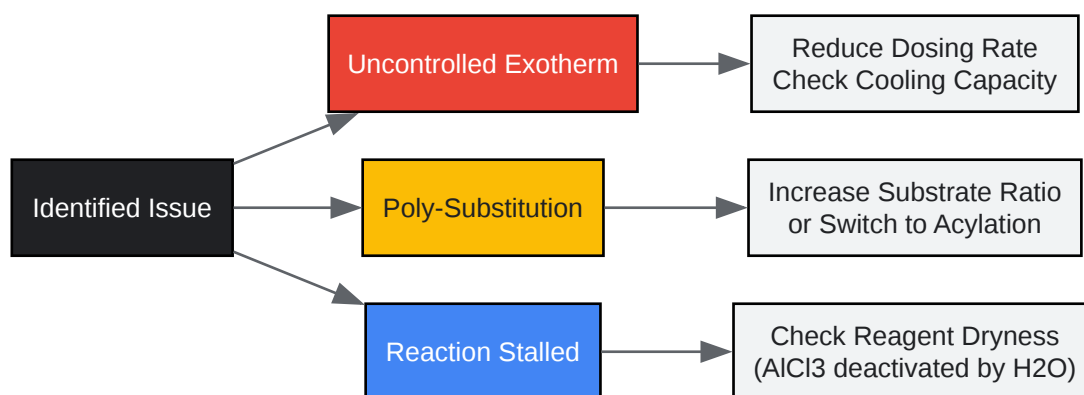 Identified Issue
Uncontrolled Exotherm
Reduce Dosing Rate
Check Cooling Capacity
Poly-Substitution
Increase Substrate Ratio
or Switch to Acylation
Reaction Stalled
Check Reagent Dryness
(AlCl3 deactivated by H2O)